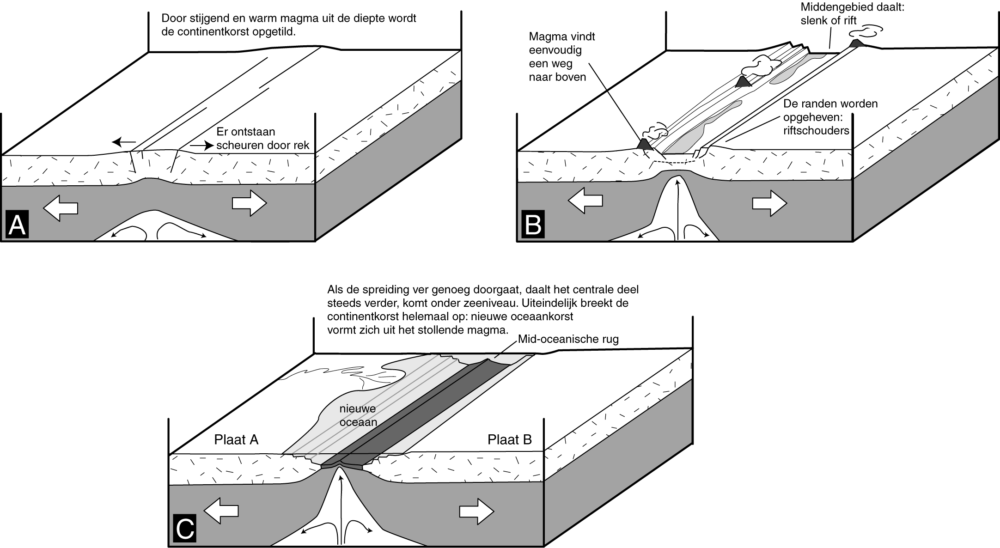 Door stijgend en warm magma uit de diepte wordt
de continentkorst opgetild.
Er ontstaan
scheuren door rek
A
Middengebied daalt:
slenk of rift
Magma vindt
eenvoudig
een weg
naar boven
De randen worden
opgeheven:
riftschouders
B
Als de spreiding ver genoeg doorgaat, daalt het centrale deel
steeds verder, komt onder zeeniveau. Uiteindelijk breekt de
continentkorst helemaal op: nieuwe oceaankorst
vormt zich uit het stollende magma.
Mid-oceanische rug
nieuwe
oceaan
Plaat A
Plaat B
C